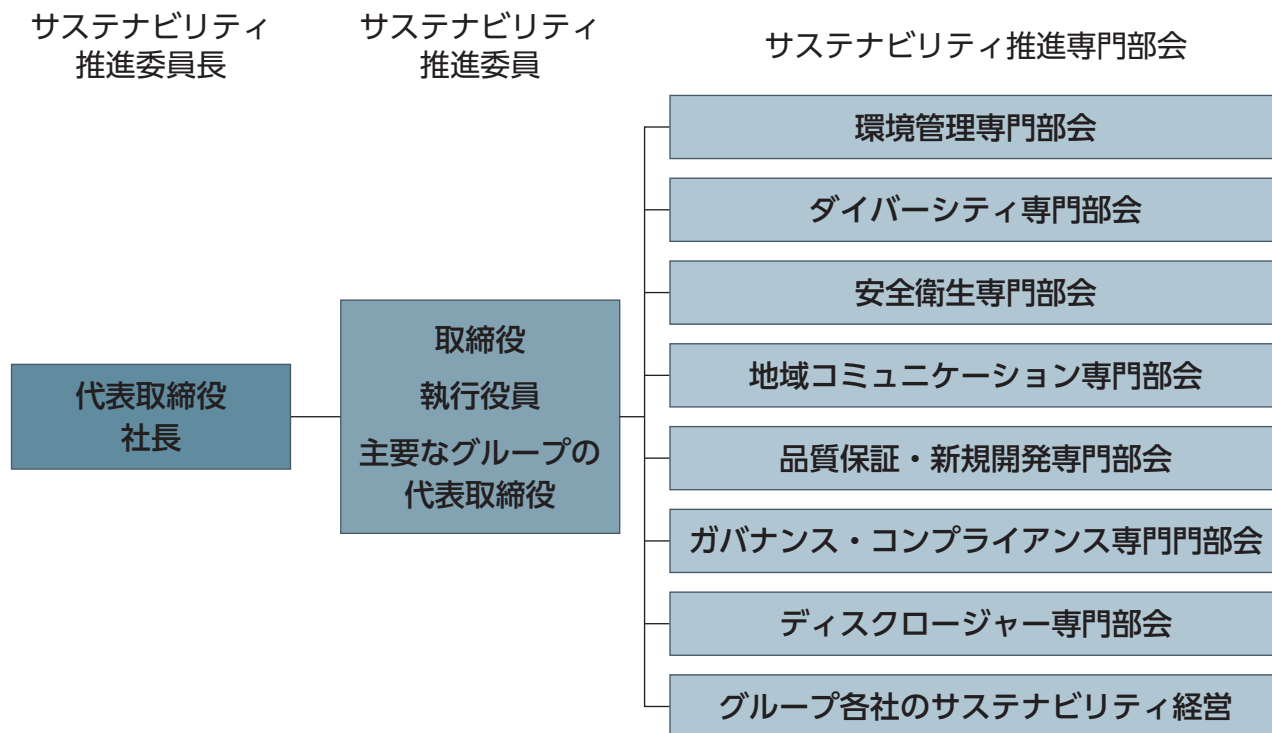 サステナビリティ
推進委員長
サステナビリティ
推進委員
サステナビリティ推進専門部会
代表取締役
社長
取締役
執行役員
主要なグループの
代表取締役
環境管理専門部会
ダイバーシティ専門部会
安全衛生専門部会
地域コミュニケーション専門部会
品質保証・新規開発専門部会
ガバナンス・コンプライアンス専門門部会
ディスクロージャー専門部会
グループ各社のサステナビリティ経営